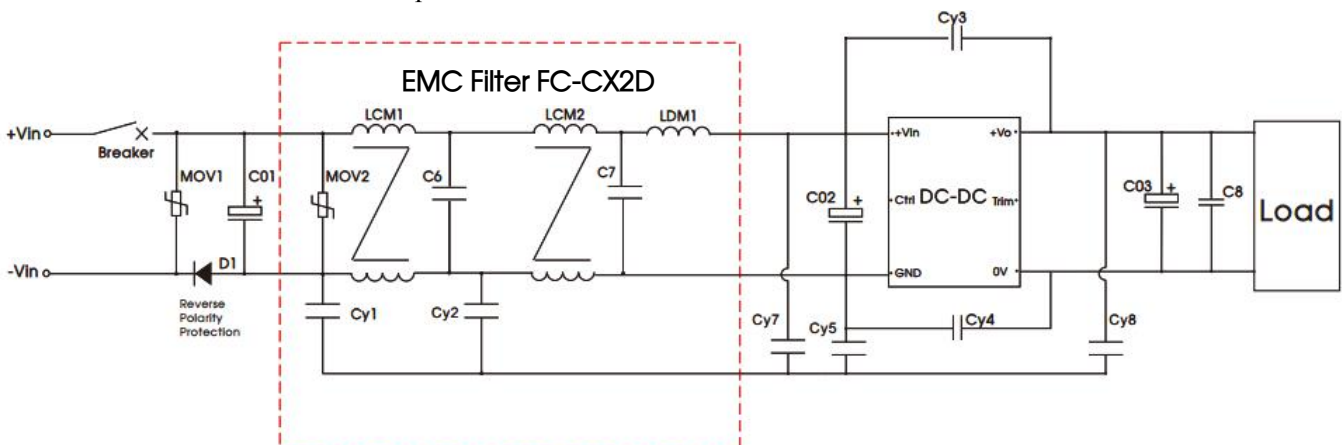 Cy3
EMC Filter FC-CX2D
LCM1
LCM2
LDM1
+Vin
Breaker
+Vin
+Vo
MOV1
C01
+
MOV2
C6
C7
C02
+
Ctrl
DC-DC
Trim
C03
+
C8
Load
-Vin
D1
GND
0V
Reverse
Polarity
Protection
Cy1
Cy2
Cy7
Cy5
Cy4
Cy8